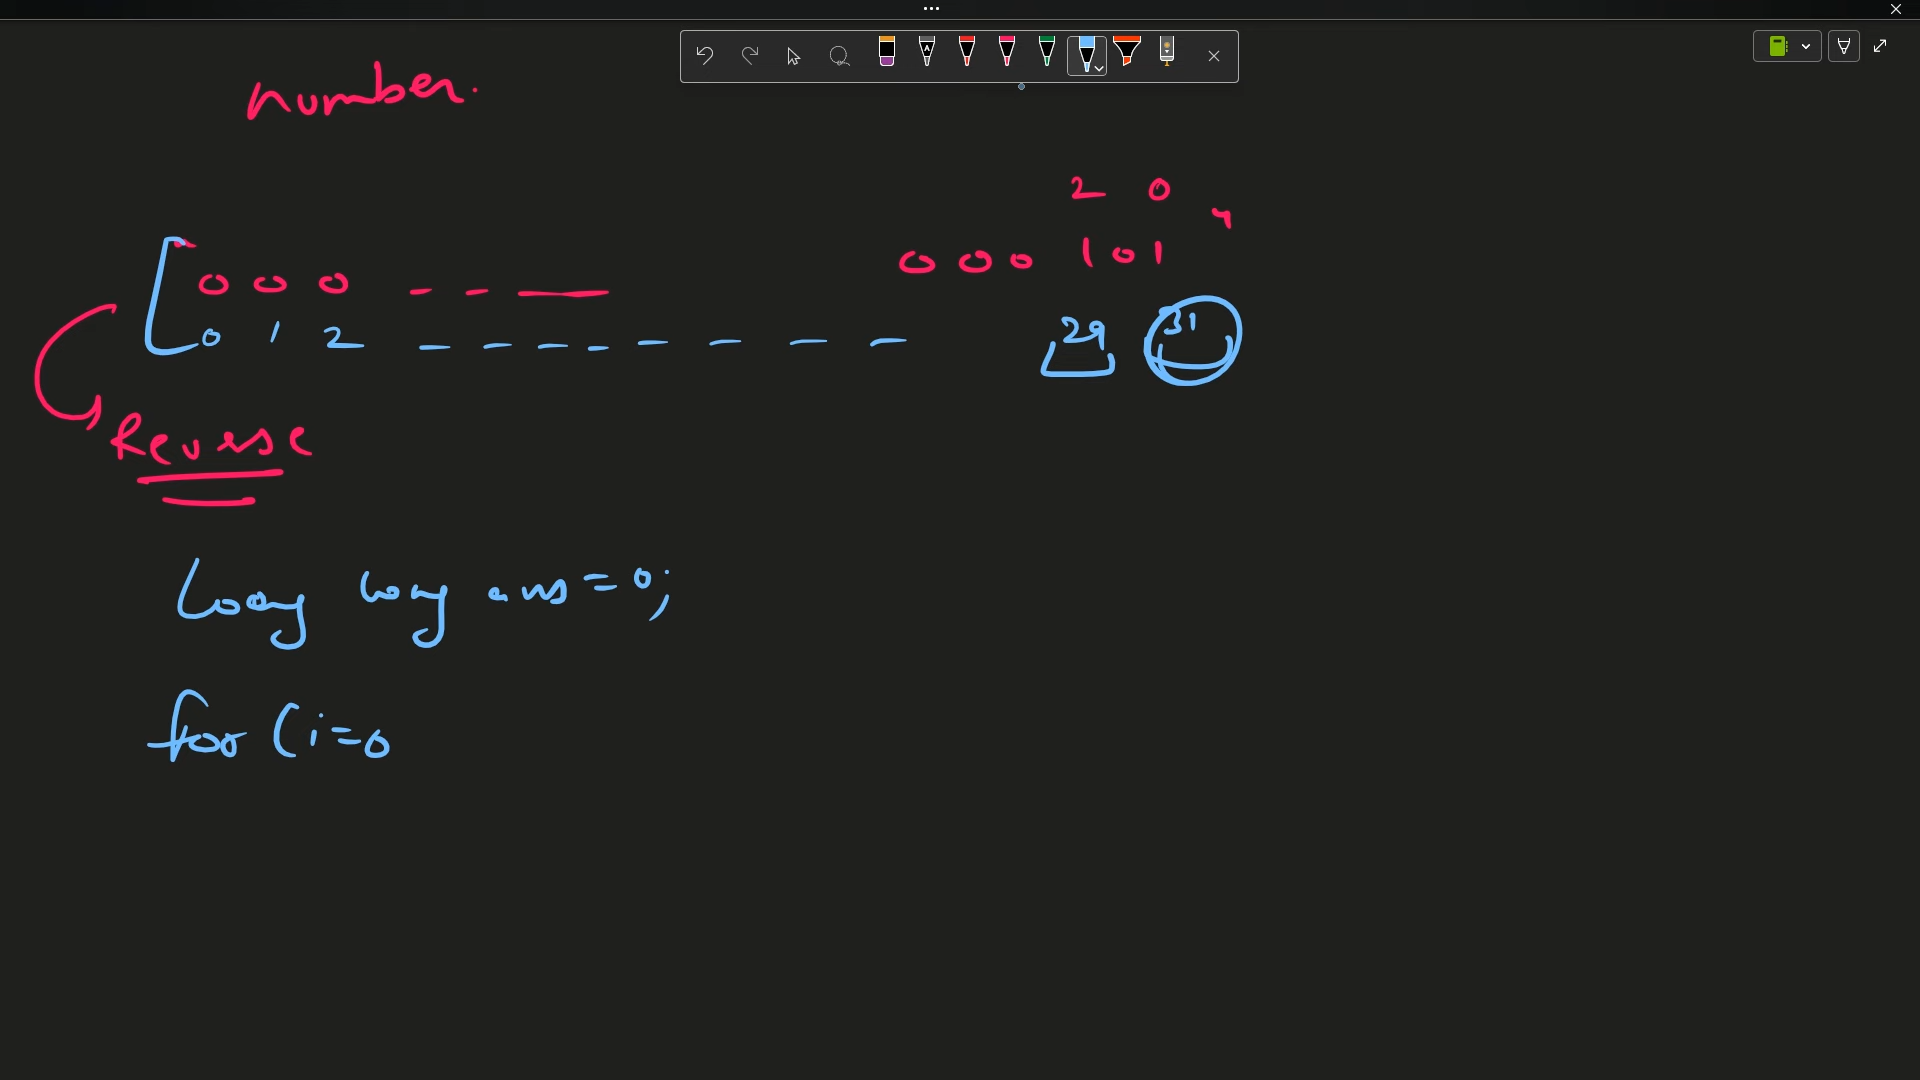 number.
2 0
0 0 0 - - — 0 0 0 1 0 1
0 1 2 - - - - - - - - 29 31
Reverse
Long long ans = 0;
for (i=0